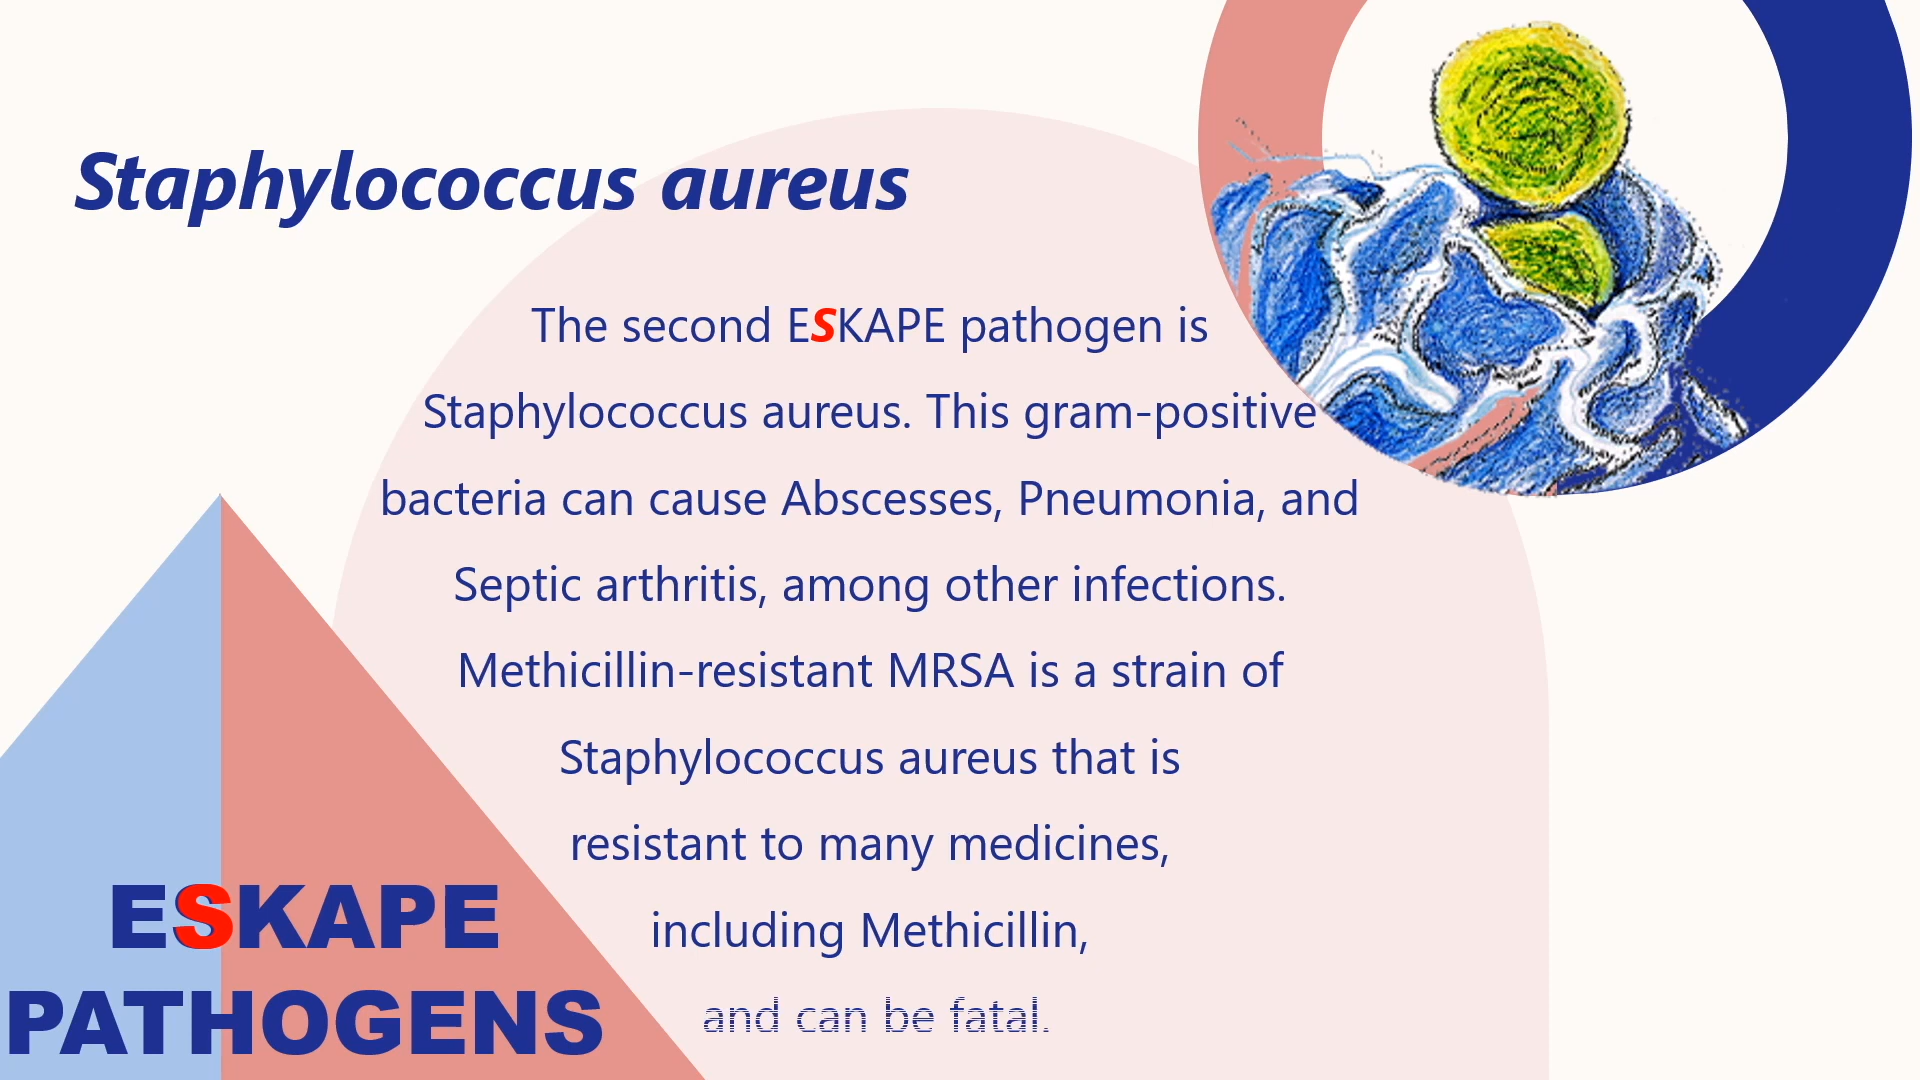 Staphylococcus aureus
The second ESKAPE pathogen is
Staphylococcus aureus. This gram-positive
bacteria can cause Abscesses, Pneumonia, and
Septic arthritis, among other infections.
Methicillin-resistant MRSA is a strain of
Staphylococcus aureus that is
resistant to many medicines,
including Methicillin,
and can be fatal.
ESKAPE
PATHOGENS